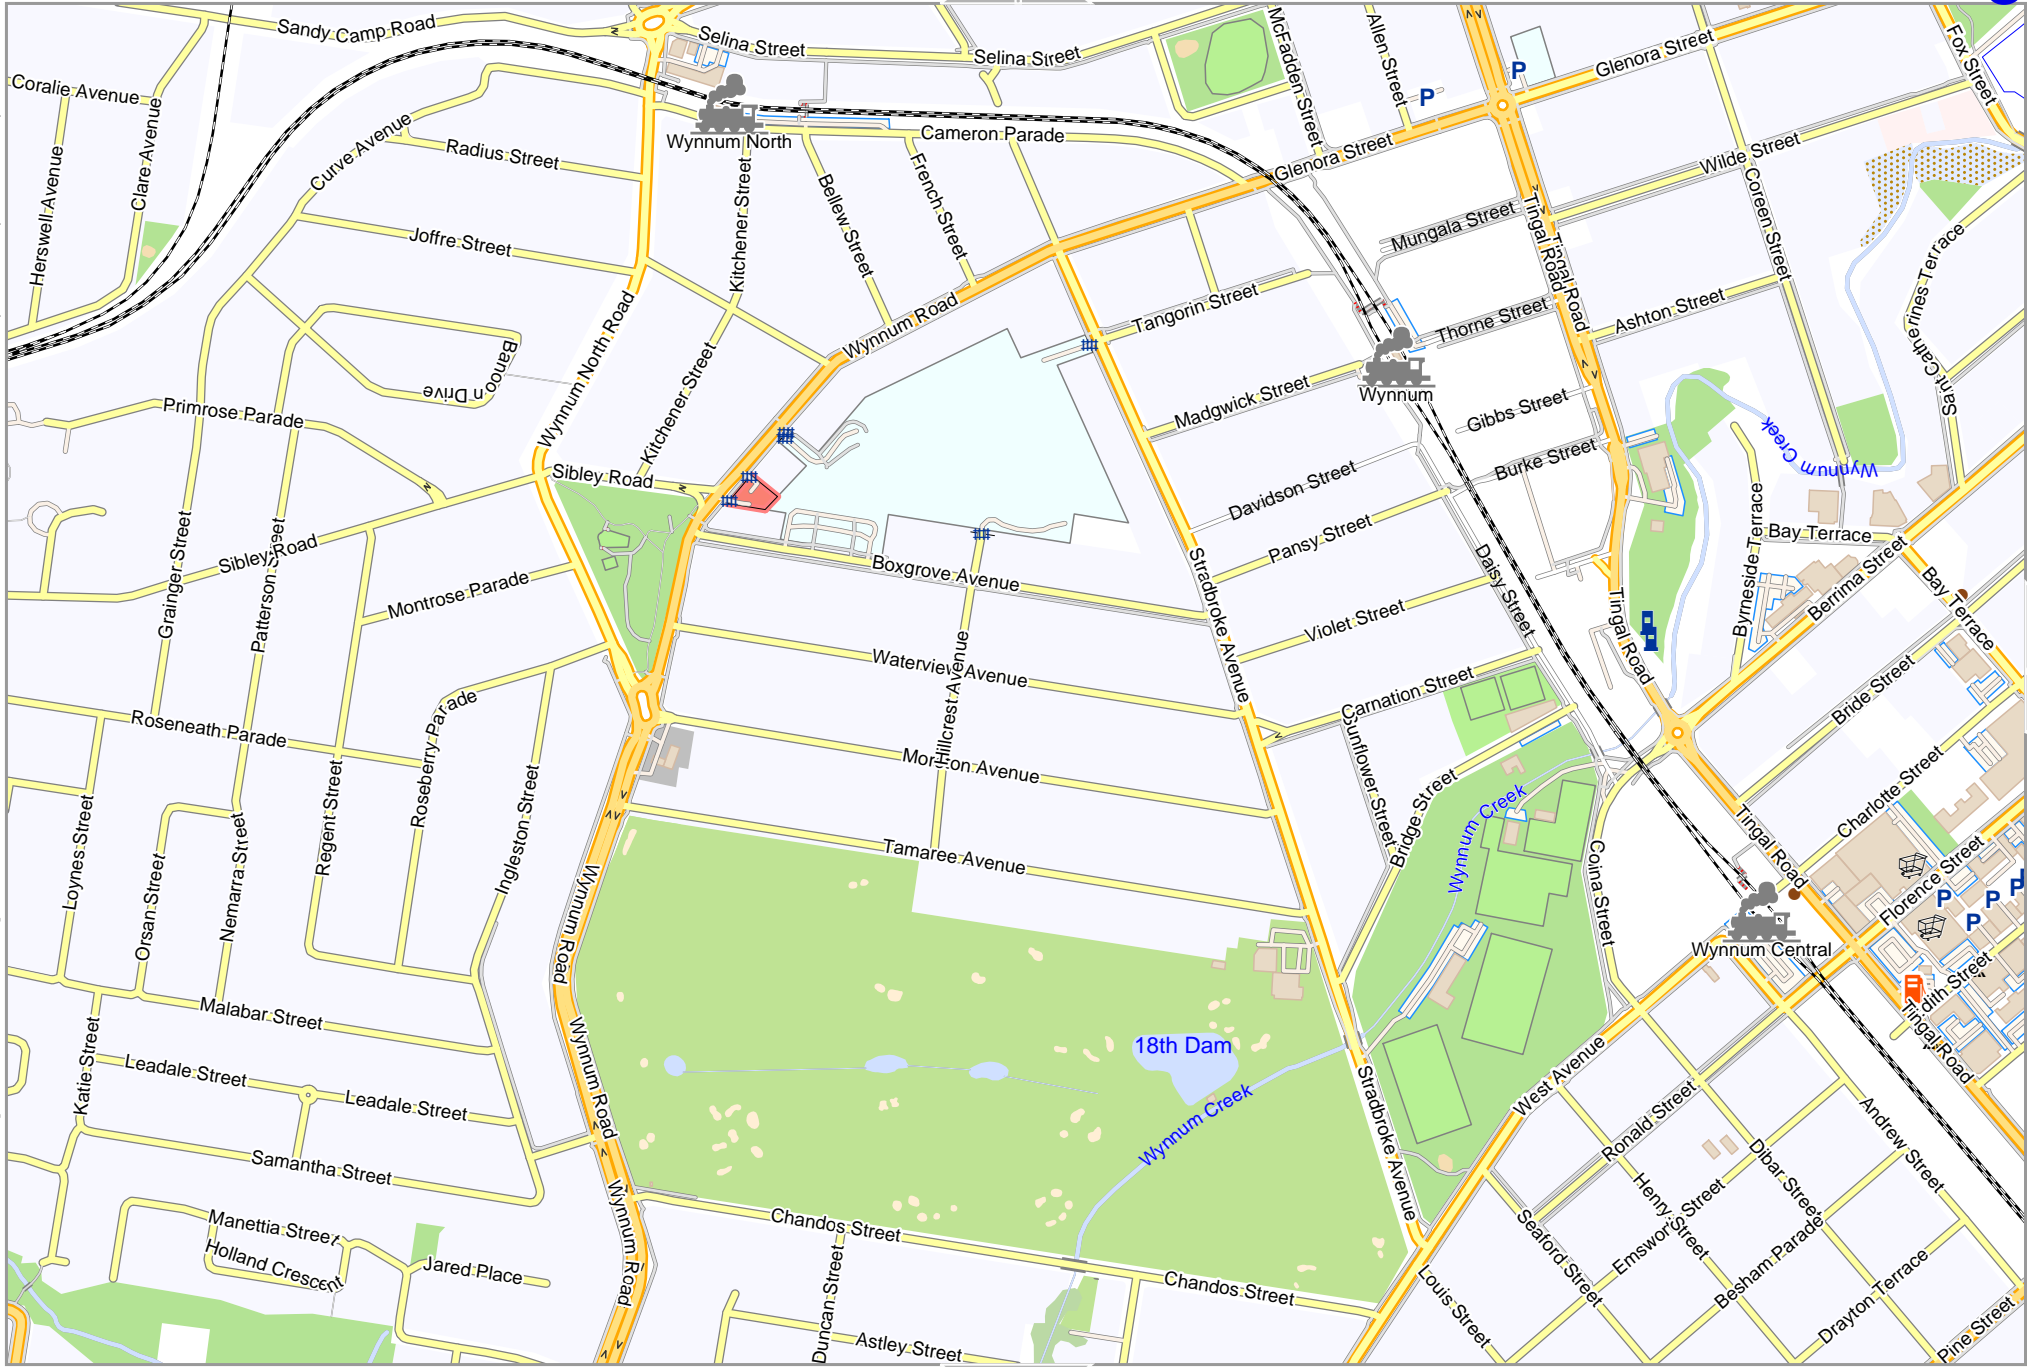 Sandy Camp Road
Selina Street
Selina Street
McFadden Street
Allen Street
P
P
Glenora Street
Fox Street
Coralie Avenue
Clare Avenue
Herswell Avenue
Curve Avenue
Radius Street
Wynnum North
Cameron Parade
Glenora Street
Wilde Street
Coreen Street
Joffre Street
Kitchener Street
Bellew Street
French Street
Mungala Street
Tingal Road
Tingal Road
Saint Catherines Terrace
Banoon Drive
Wynnum North Road
Wynnum Road
Tangorin Street
Thorne Street
Ashton Street
Primrose Parade
Kitchener Street
Madgwick Street
Wynnum
Gibbs Street
Wynnum Creek
Sibley Road
Davidson Street
Burke Street
Grainger Street
Sibley Road
Patterson Street
Pansy Street
Byrneside Terrace
Bay Terrace
Montrose Parade
Boxgrove Avenue
Stradbroke Avenue
Daisy Street
Berrima Street
Bay Terrace
Violet Street
Tingal Road
Waterview Avenue
Hillcrest Avenue
Carnation Street
Bride Street
Roseneath Parade
Roseberry Parade
Moreton Avenue
Sunflower Street
Bridge Street
Wynnum Creek
Charlotte Street
Tingal Road
Loynes Street
Orsan Street
Nemarra Street
Regent Street
Ingleston Street
Tamaree Avenue
Colina Street
Florence Street
P
P
P
P
Wynnum Road
Wynnum Central
Edith Street
Tingal Road
Malabar Street
Katie Street
Leadale Street
Leadale Street
Wynnum Road
18th Dam
Wynnum Creek
Stradbroke Avenue
West Avenue
Ronald Street
Andrew Street
Samantha Street
Dibar Street
Henry Street
Emsworth Street
Besham Parade
Seaford Street
Manettia Street
Holland Crescent
Jared Place
Wynnum Road
Chandos Street
Chandos Street
Duncan Street
Astley Street
Louis Street
Drayton Terrace
Pine Street